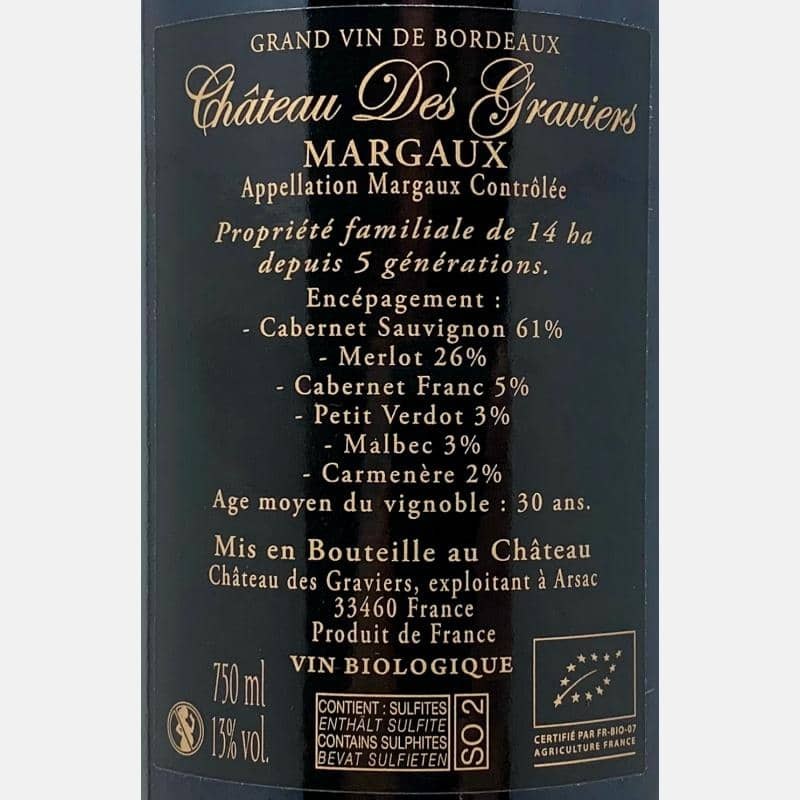 GRAND VIN DE BORDEAUX
Château Des Graviers
MARGAUX
Appellation Margaux Contrôlée
Propriété familiale de 14 ha
depuis 5 générations.
Encépagement :
- Cabernet Sauvignon 61%
- Merlot 26%
- Cabernet Franc 5%
- Petit Verdot 3%
- Malbec 3%
- Carmenère 2%
Age moyen du vignoble : 30 ans.
Mis en Bouteille au Château
Château des Graviers, exploitant à Arsac
33460 France
Produit de France
VIN BIOLOGIQUE
750 ml
13% vol.
CONTIENT : SULFITES
ENTHÄLT SULFITE
CONTAINS SULPHITES
BEVAT SULFIETEN
SO2
CERTIFIÉ PAR FR-BIO-07
AGRICULTURE FRANCE